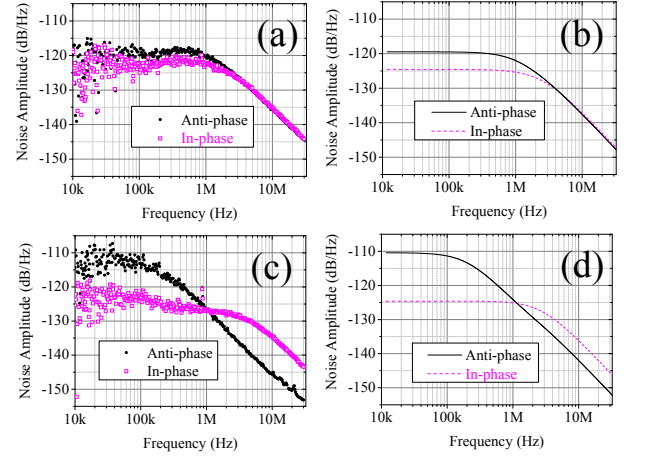 Noise Amplitude (dB/Hz)
-110
-120
-130
-140
-150
(a)
Anti-phase
In-phase
10k
100k
1M
10M
Frequency (Hz)
Noise Amplitude (dB/Hz)
-110
-120
-130
-140
-150
(b)
Anti-phase
In-phase
10k
100k
1M
10M
Frequency (Hz)
Noise Amplitude (dB/Hz)
-110
-120
-130
-140
-150
(c)
Anti-phase
In-phase
10k
100k
1M
10M
Frequency (Hz)
Noise Amplitude (dB/Hz)
-110
-120
-130
-140
-150
(d)
Anti-phase
In-phase
10k
100k
1M
10M
Frequency (Hz)